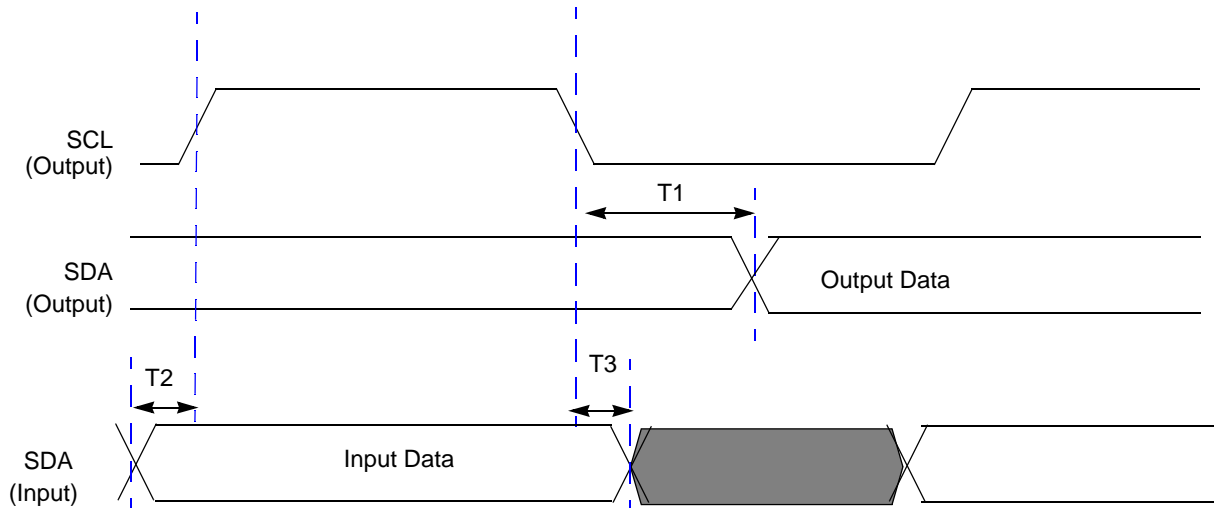 SCL
(Output)
T1
SDA
(Output)
Output Data
T2
T3
SDA
(Input)
Input Data